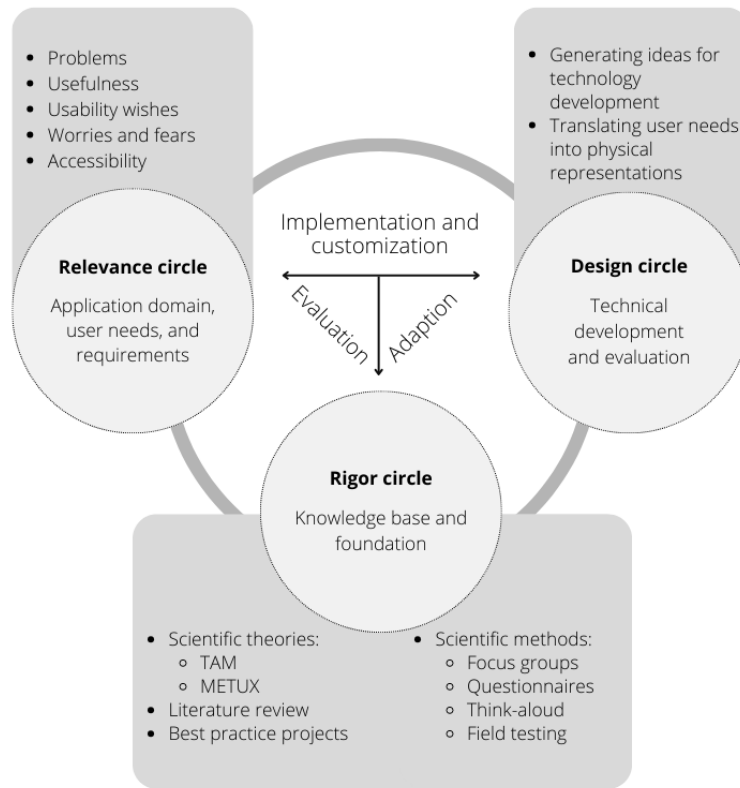 • Problems
• Usefulness
• Usability wishes
• Worries and fears
• Accessibility
Relevance circle
Application domain,
user needs, and
requirements
• Generating ideas for
technology
development
• Translating user needs
into physical
representations
Design circle
Technical
development
and evaluation
Implementation and
customization
Evaluation
Adaption
Rigor circle
Knowledge base and
foundation
• Scientific theories:
○ TAM
○ METUX
• Literature review
• Best practice projects
• Scientific methods:
○ Focus groups
○ Questionnaires
○ Think-aloud
○ Field testing